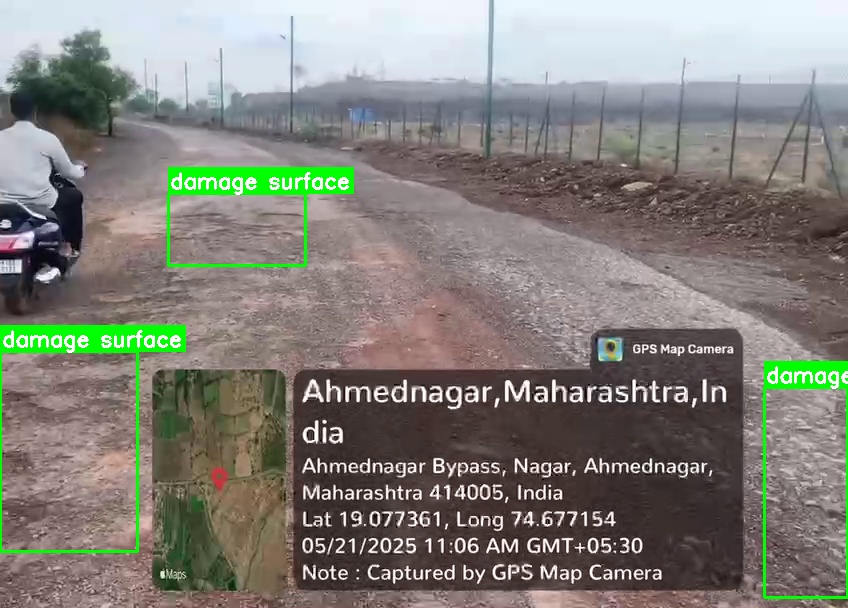 damage surface
damage surface
GPS Map Camera
damage
Ahmednagar,Maharashtra,In
dia
Ahmednagar Bypass, Nagar, Ahmednagar,
Maharashtra 414005, India
Lat 19.077361, Long 74.677154
05/21/2025 11:06 AM GMT+05:30
Note : Captured by GPS Map Camera
Maps